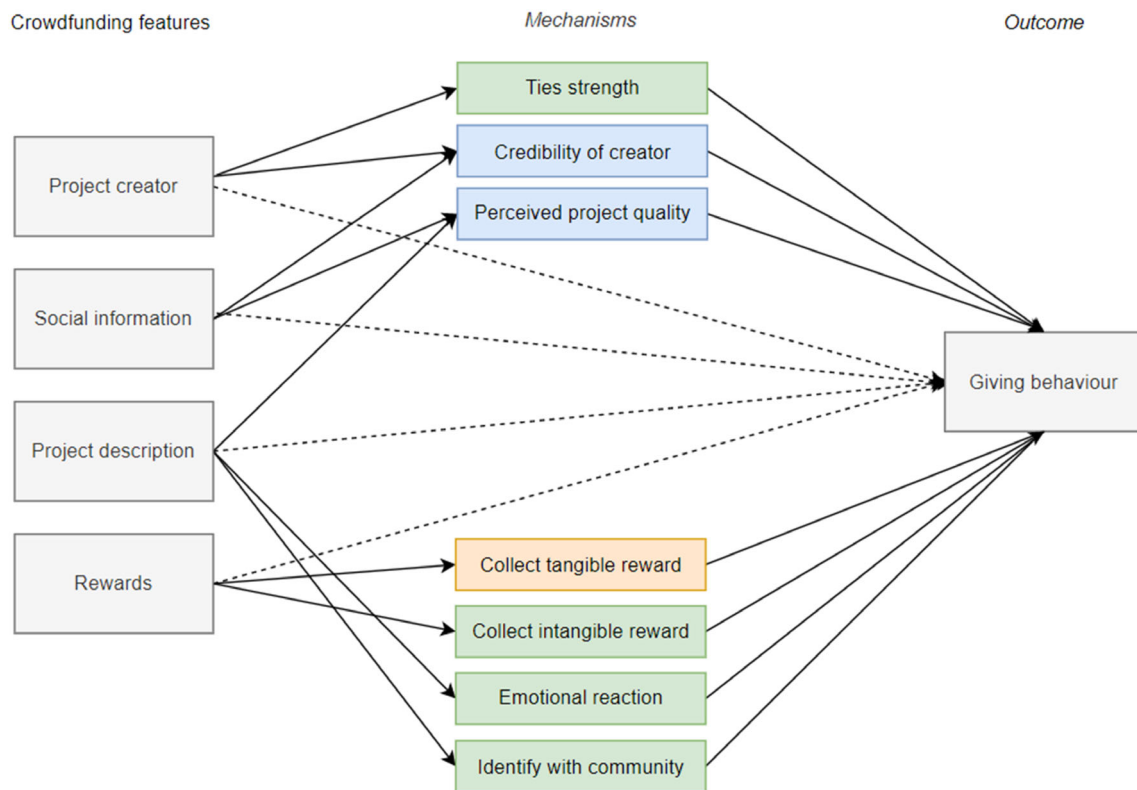 Crowdfunding features
Mechanisms
Outcome
Ties strength
Project creator
Credibility of creator
Perceived project quality
Social information
Giving behaviour
Project description
Rewards
Collect tangible reward
Collect intangible reward
Emotional reaction
Identify with community